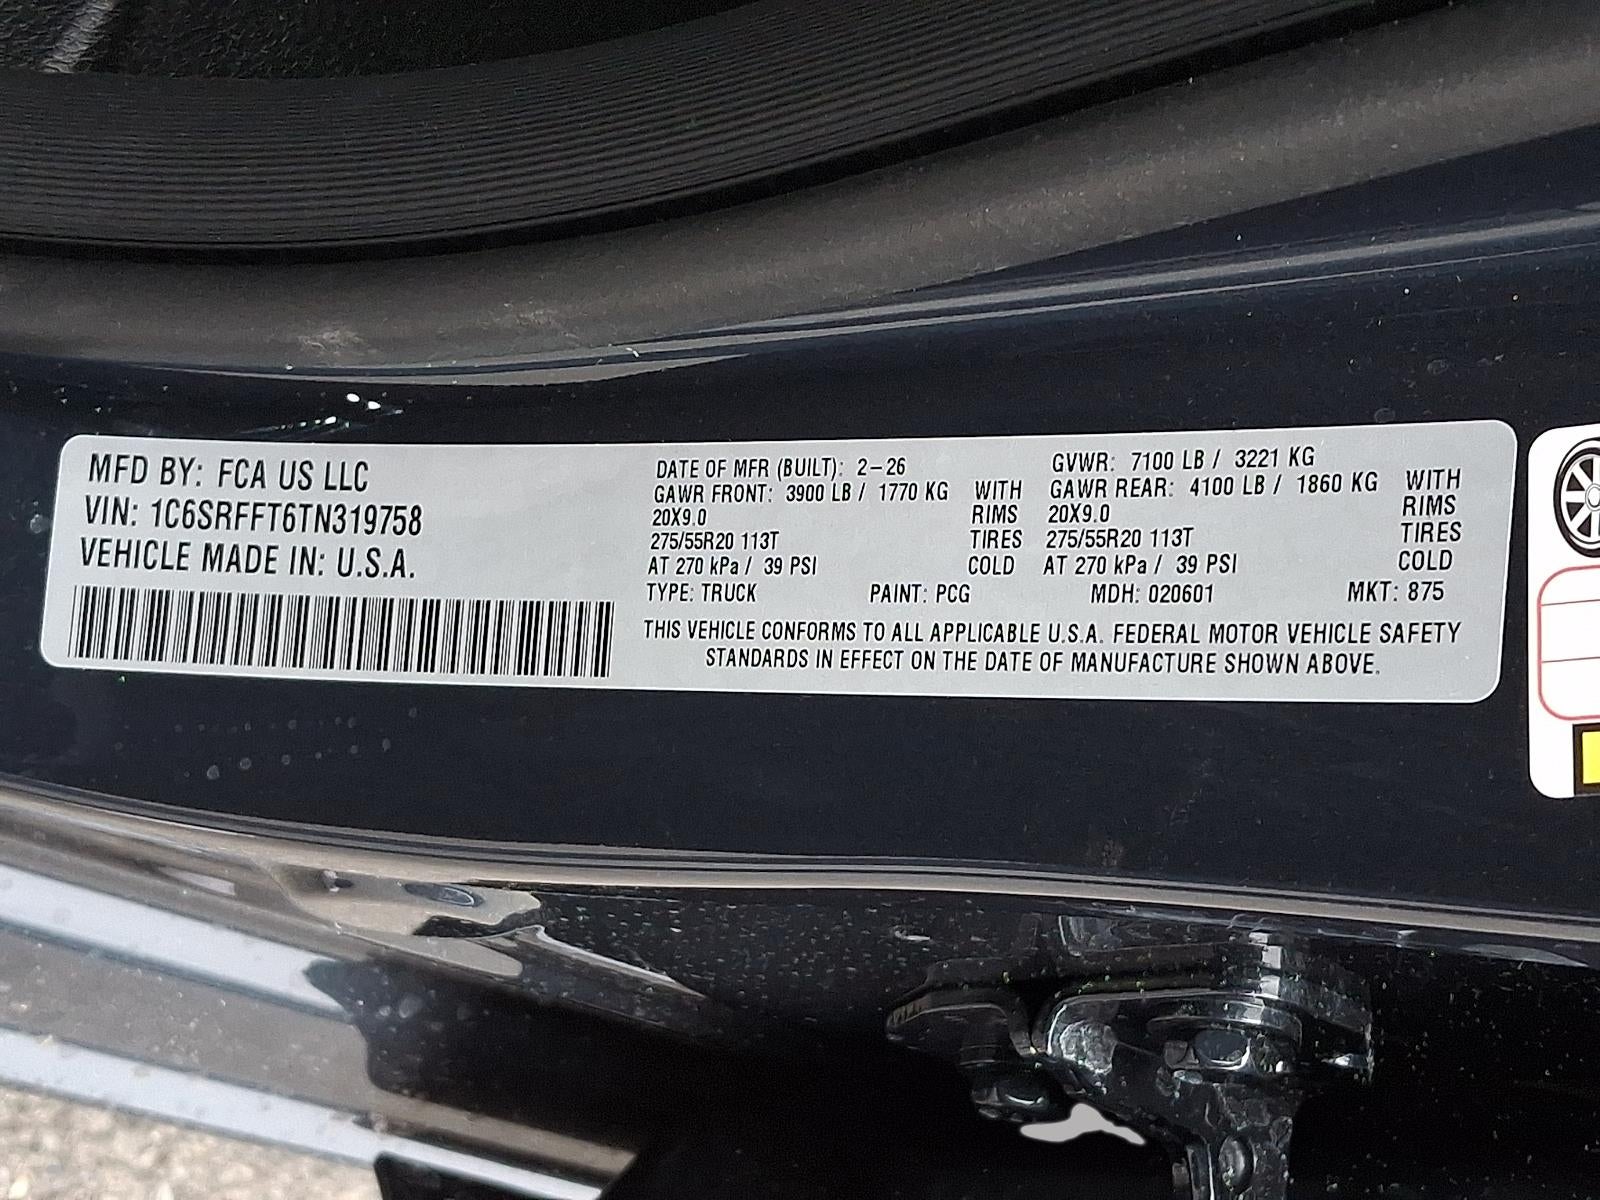 MFD BY: FCA US LLC
VIN: 1C6SRFFT6TN319758
VEHICLE MADE IN: U.S.A.
DATE OF MFR (BUILT): 2-26 GVWR: 7100 LB / 3221 KG
GAWR FRONT: 3900 LB / 1770 KG WITH GAWR REAR: 4100 LB / 1860 KG WITH
20X9.0 RIMS 20X9.0 RIMS
275/55R20 113T TIRES 275/55R20 113T TIRES
AT 270 kPa / 39 PSI COLD AT 270 kPa / 39 PSI COLD
TYPE: TRUCK PAINT: PCG MDH: 020601 MKT: 875
THIS VEHICLE CONFORMS TO ALL APPLICABLE U.S.A. FEDERAL MOTOR VEHICLE SAFETY
STANDARDS IN EFFECT ON THE DATE OF MANUFACTURE SHOWN ABOVE.